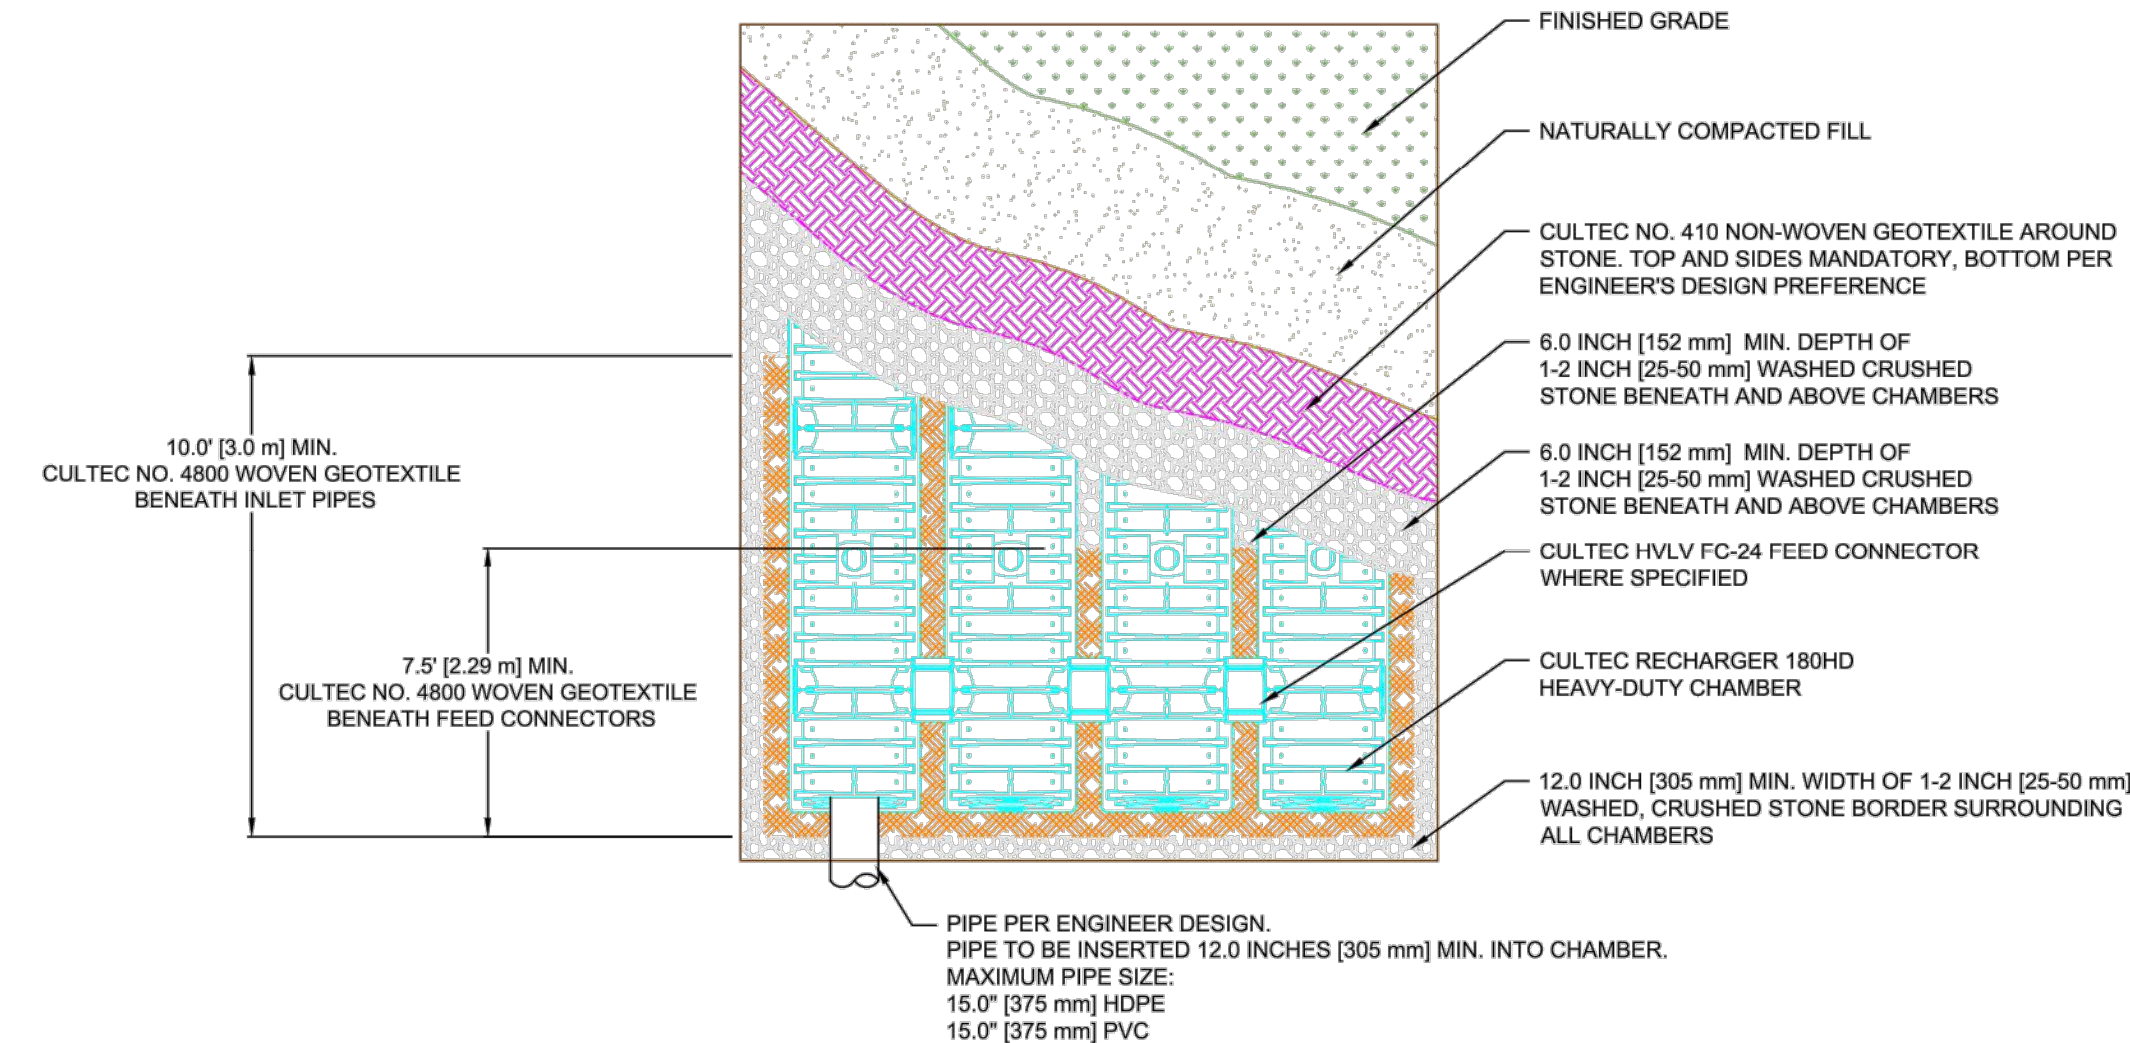 FINISHED GRADE
NATURALLY COMPACTED FILL
CULTEC NO. 410 NON-WOVEN GEOTEXTILE AROUND
STONE. TOP AND SIDES MANDATORY, BOTTOM PER
ENGINEER'S DESIGN PREFERENCE
6.0 INCH [152 mm] MIN. DEPTH OF
1-2 INCH [25-50 mm] WASHED CRUSHED
STONE BENEATH AND ABOVE CHAMBERS
6.0 INCH [152 mm] MIN. DEPTH OF
1-2 INCH [25-50 mm] WASHED CRUSHED
STONE BENEATH AND ABOVE CHAMBERS
CULTEC HVLV FC-24 FEED CONNECTOR
WHERE SPECIFIED
CULTEC RECHARGER 180HD
HEAVY-DUTY CHAMBER
12.0 INCH [305 mm] MIN. WIDTH OF 1-2 INCH [25-50 mm]
WASHED, CRUSHED STONE BORDER SURROUNDING
ALL CHAMBERS
10.0' [3.0 m] MIN.
CULTEC NO. 4800 WOVEN GEOTEXTILE
BENEATH INLET PIPES
7.5' [2.29 m] MIN.
CULTEC NO. 4800 WOVEN GEOTEXTILE
BENEATH FEED CONNECTORS
PIPE PER ENGINEER DESIGN.
PIPE TO BE INSERTED 12.0 INCHES [305 mm] MIN. INTO CHAMBER.
MAXIMUM PIPE SIZE:
15.0" [375 mm] HDPE
15.0" [375 mm] PVC